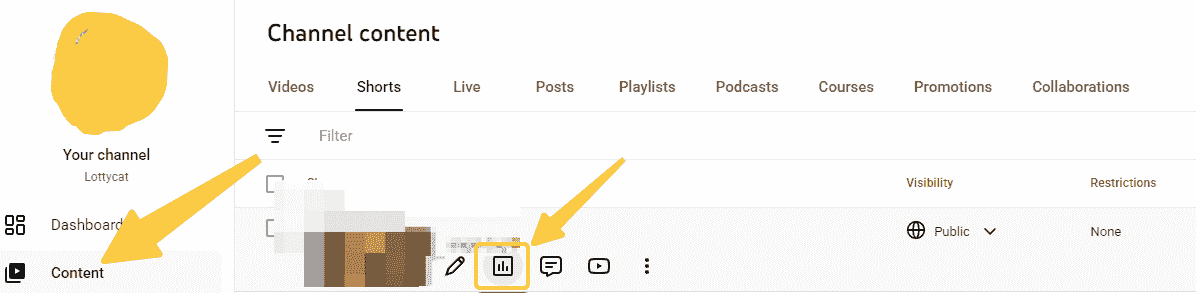 Channel content
Videos Shorts Live Posts Playlists Podcasts Courses Promotions Collaborations
Filter
Your channel
Lottycat
Visibility Restrictions
Dashboard
Public None
Content